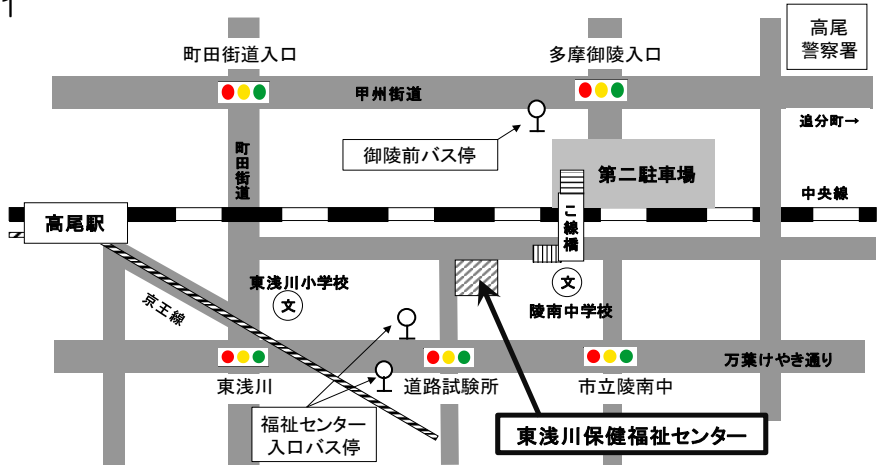 1
高尾
警察署
町田街道入口
多摩御陵入口
甲州街道
追分町→
御陵前バス停
町田街道
第二駐車場
中央線
高尾駅
こ線橋
東浅川小学校
文
文
陵南中学校
京王線
万葉けやき通り
東浅川
道路試験所
市立陵南中
福祉センター
入口バス停
東浅川保健福祉センター